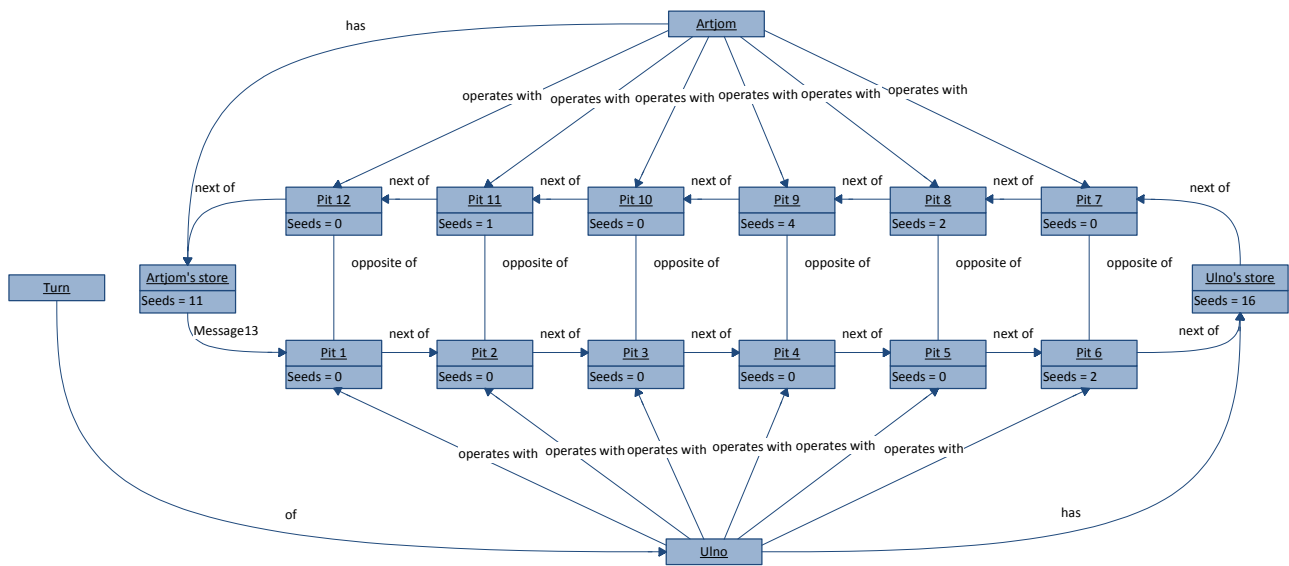 Artjom
has
operates with
operates with
operates with
operates with
operates with
operates with
next of
next of
next of
next of
next of
next of
next of
Pit 12
Seeds = 0
Pit 11
Seeds = 1
Pit 10
Seeds = 0
Pit 9
Seeds = 4
Pit 8
Seeds = 2
Pit 7
Seeds = 0
opposite of
opposite of
opposite of
opposite of
opposite of
opposite of
Turn
Artjom's store
Seeds = 11
Ulno's store
Seeds = 16
Message13
next of
next of
next of
next of
next of
next of
Pit 1
Seeds = 0
Pit 2
Seeds = 0
Pit 3
Seeds = 0
Pit 4
Seeds = 0
Pit 5
Seeds = 0
Pit 6
Seeds = 2
operates with
operates with
operates with
operates with
operates with
operates with
of
has
Ulno